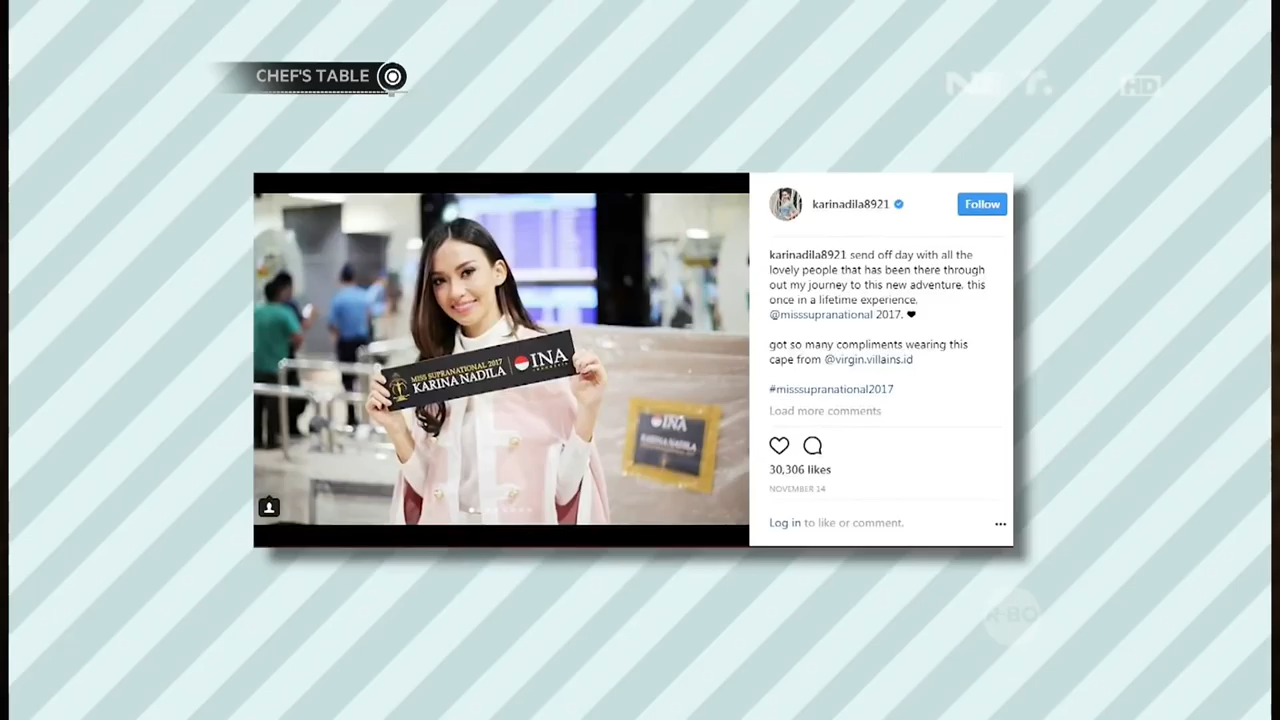 CHEF'S TABLE
NET.
HD
karinadila8921
Follow
MISS SUPRANATIONAL 2017
KARINA NADILA
INA
INDONESIA
INA
KARINA NADILA
karinadila8921 send off day with all the
lovely people that has been there through
out my journey to this new adventure. this
once in a lifetime experience.
@misssupranational 2017. ♥
got so many compliments wearing this
cape from @virgin.villains.id
#misssupranational2017
Load more comments
30,306 likes
NOVEMBER 14
Log in to like or comment.